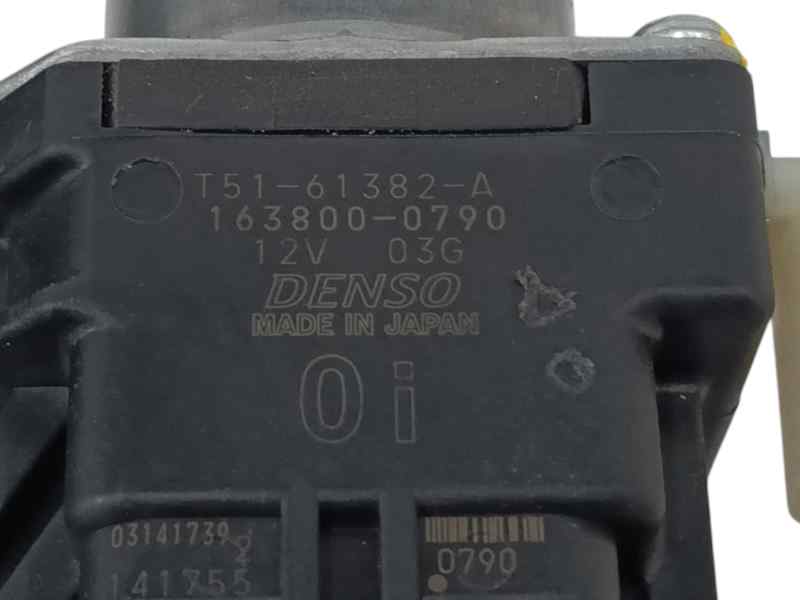 T51-61382-A
163800-0790
12V 03G
DENSO
MADE IN JAPAN
0i
03141739
141755
0790